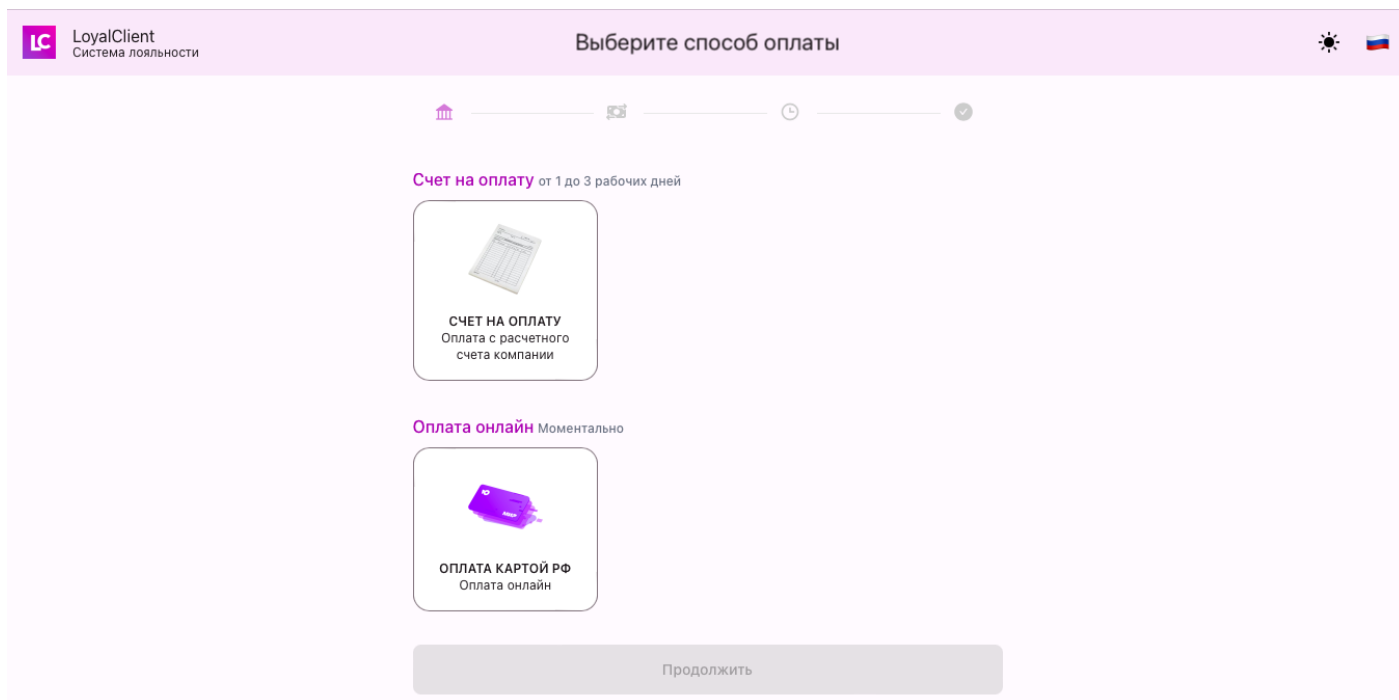 LC
LoyalClient
Система лояльности
Выберите способ оплаты
Счет на оплату от 1 до 3 рабочих дней
СЧЕТ НА ОПЛАТУ
Оплата с расчетного
счета компании
Оплата онлайн Моментально
ОПЛАТА КАРТОЙ РФ
Оплата онлайн
Продолжить